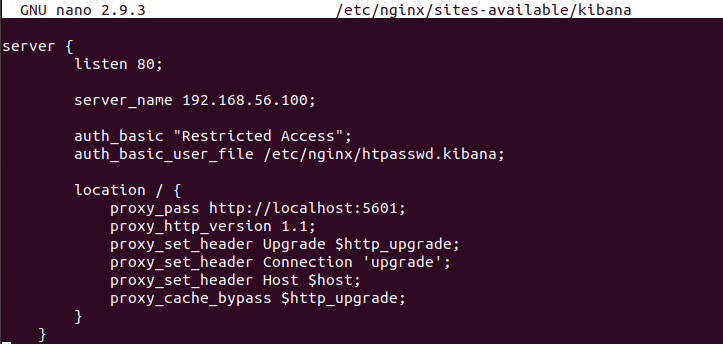 GNU nano 2.9.3 /etc/nginx/sites-available/kibana
server {
listen 80;
server_name 192.168.56.100;
auth_basic "Restricted Access";
auth_basic_user_file /etc/nginx/htpasswd.kibana;
location / {
proxy_pass http://localhost:5601;
proxy_http_version 1.1;
proxy_set_header Upgrade $http_upgrade;
proxy_set_header Connection 'upgrade';
proxy_set_header Host $host;
proxy_cache_bypass $http_upgrade;
}
}